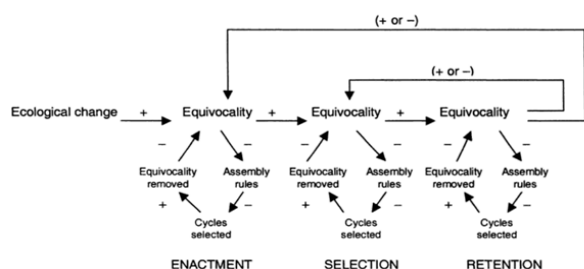 (+ or –)
(+ or –)
Ecological change + Equivocality + Equivocality + Equivocality
– – – – – –
Equivocality removed Assembly rules Equivocality removed Assembly rules Equivocality removed Assembly rules
+ – + – + –
Cycles selected Cycles selected Cycles selected
ENACTMENT SELECTION RETENTION